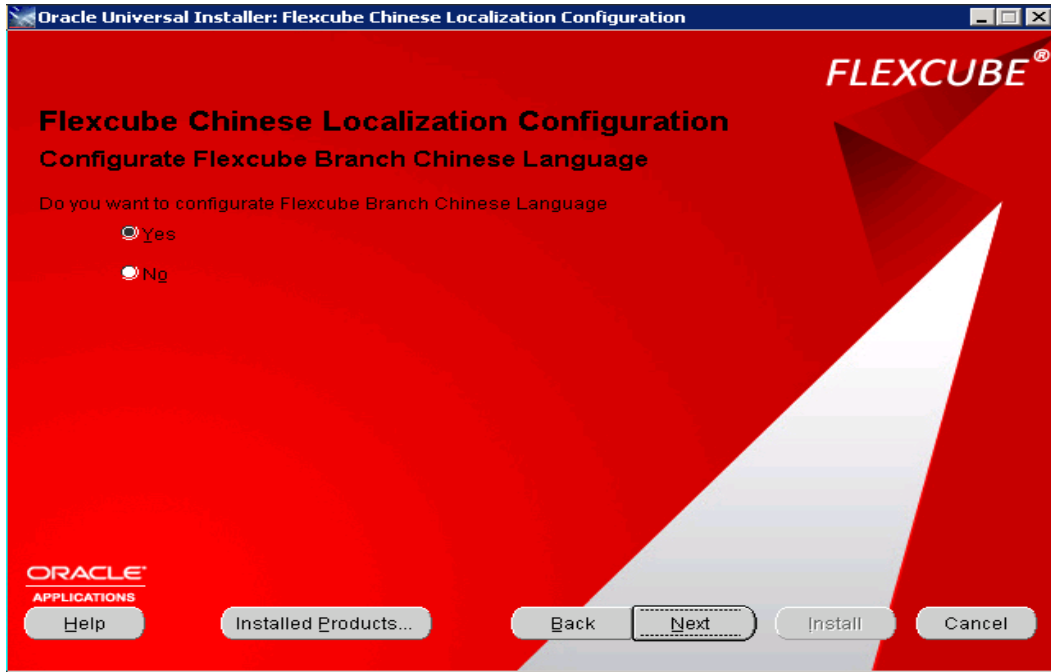 Oracle Universal Installer: Flexcube Chinese Localization Configuration
FLEXCUBE®
Flexcube Chinese Localization Configuration
Configurate Flexcube Branch Chinese Language
Do you want to configurate Flexcube Branch Chinese Language
Yes
No
ORACLE®
APPLICATIONS
Help Installed Products... Back Next Install Cancel